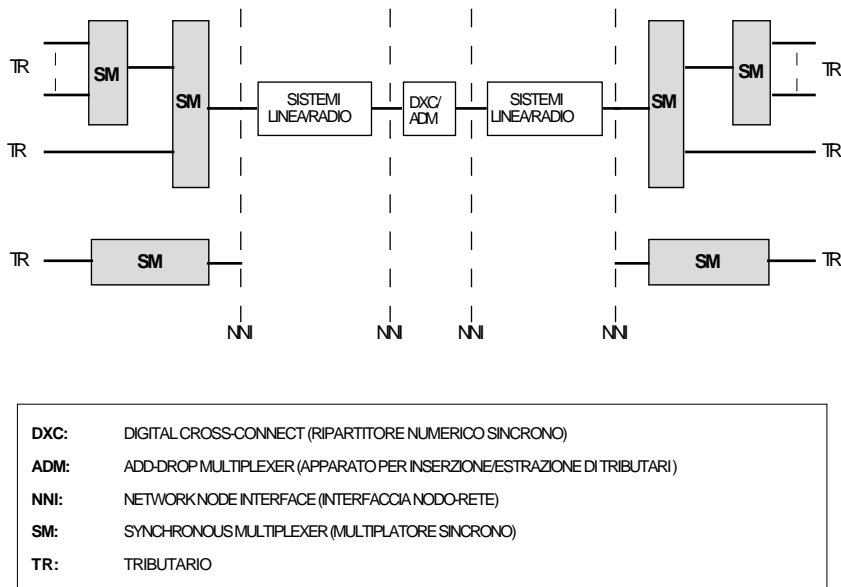 TR
SM
SM
SISTEMI
LINEA/RADIO
DXC/
ADM
SISTEMI
LINEA/RADIO
SM
SM
TR
TR
TR
TR
SM
SM
TR
NNI
NNI
NNI
NNI
DXC: DIGITAL CROSS-CONNECT (RIPARTITORE NUMERICO SINCRONO)
ADM: ADD-DROP MULTIPLEXER (APPARATO PER INSERZIONE/ESTRAZIONE DI TRIBUTARI )
NNI: NETWORK NODE INTERFACE (INTERFACCIA NODO-RETE)
SM: SYNCHRONOUS MULTIPLEXER (MULTIPLATORE SINCRONO)
TR: TRIBUTARIO